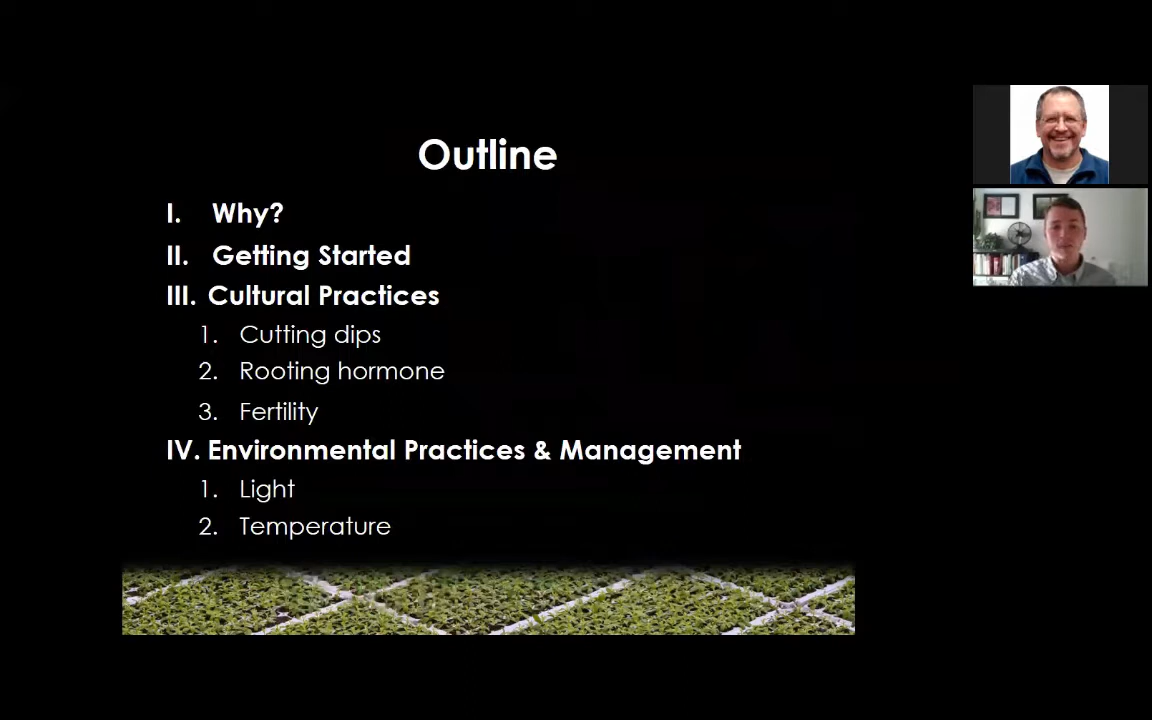 Outline
I. Why?
II. Getting Started
III. Cultural Practices
1. Cutting dips
2. Rooting hormone
3. Fertility
IV. Environmental Practices & Management
1. Light
2. Temperature